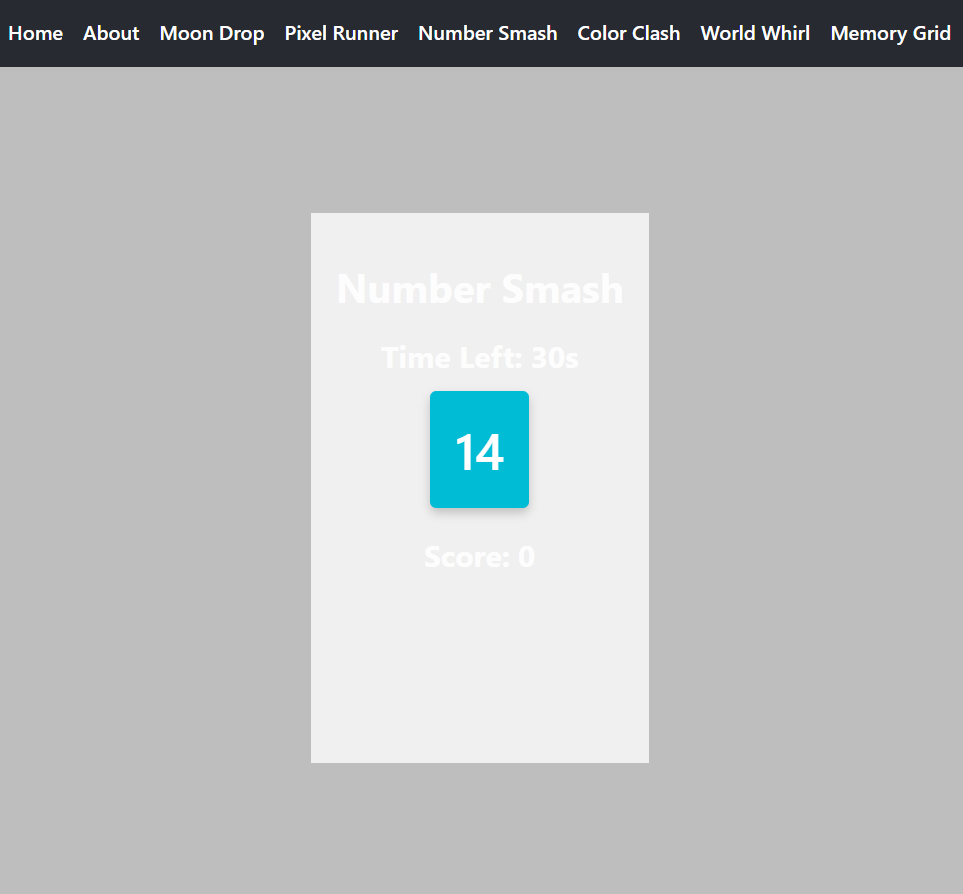 Home About Moon Drop Pixel Runner Number Smash Color Clash World Whirl Memory Grid
Number Smash
Time Left: 30s
14
Score: 0